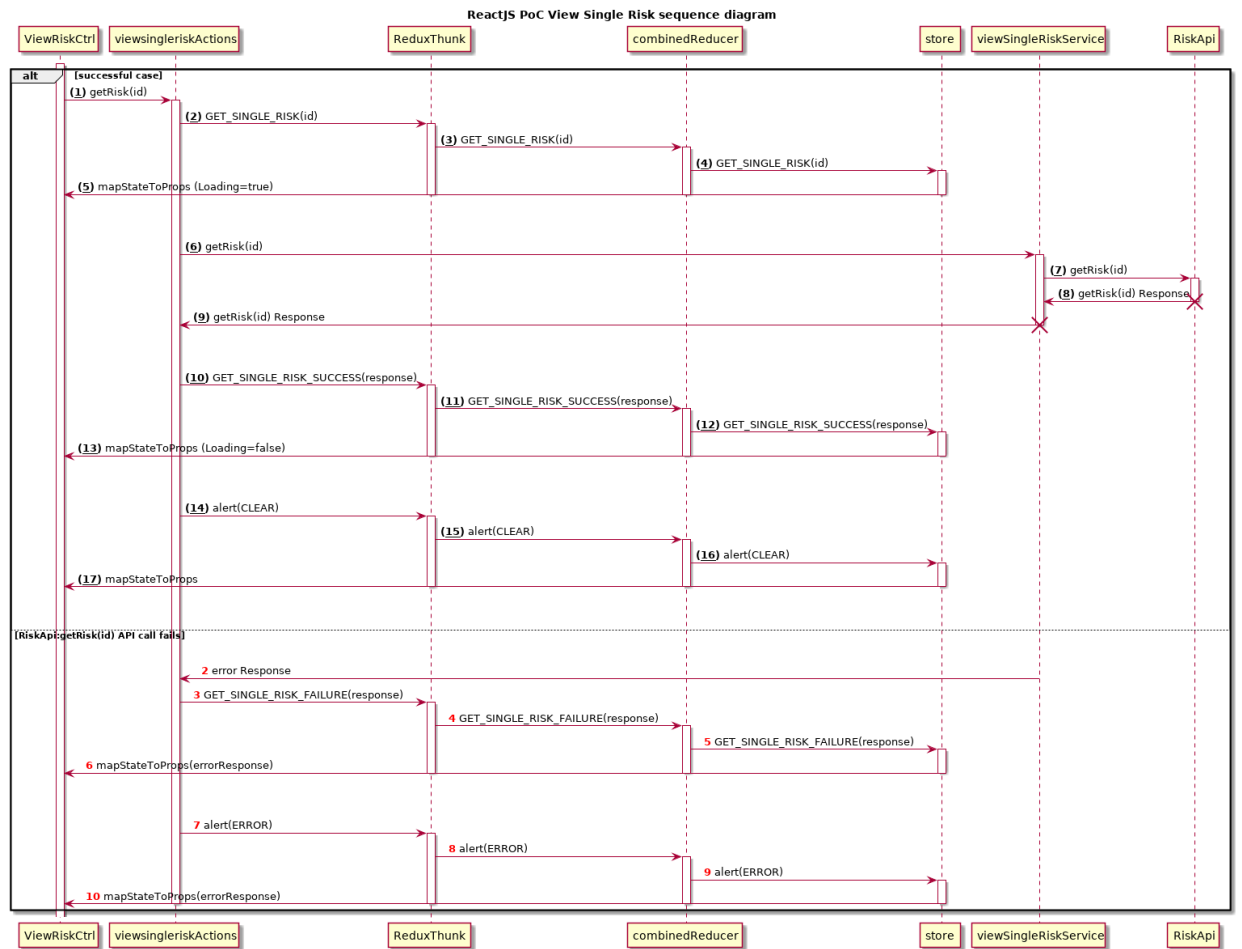 ReactJS PoC View Single Risk sequence diagram
ViewRiskCtrl
viewsingleriskActions
ReduxThunk
combinedReducer
store
viewSingleRiskService
RiskApi
alt
[successful case]
(1) getRisk(id)
(2) GET_SINGLE_RISK(id)
(3) GET_SINGLE_RISK(id)
(4) GET_SINGLE_RISK(id)
(5) mapStateToProps (Loading=true)
(6) getRisk(id)
(7) getRisk(id)
(8) getRisk(id) Response
(9) getRisk(id) Response
(10) GET_SINGLE_RISK_SUCCESS(response)
(11) GET_SINGLE_RISK_SUCCESS(response)
(12) GET_SINGLE_RISK_SUCCESS(response)
(13) mapStateToProps (Loading=false)
(14) alert(CLEAR)
(15) alert(CLEAR)
(16) alert(CLEAR)
(17) mapStateToProps
[RiskApi:getRisk(id) API call fails]
2 error Response
3 GET_SINGLE_RISK_FAILURE(response)
4 GET_SINGLE_RISK_FAILURE(response)
5 GET_SINGLE_RISK_FAILURE(response)
6 mapStateToProps(errorResponse)
7 alert(ERROR)
8 alert(ERROR)
9 alert(ERROR)
10 mapStateToProps(errorResponse)
ViewRiskCtrl
viewsingleriskActions
ReduxThunk
combinedReducer
store
viewSingleRiskService
RiskApi